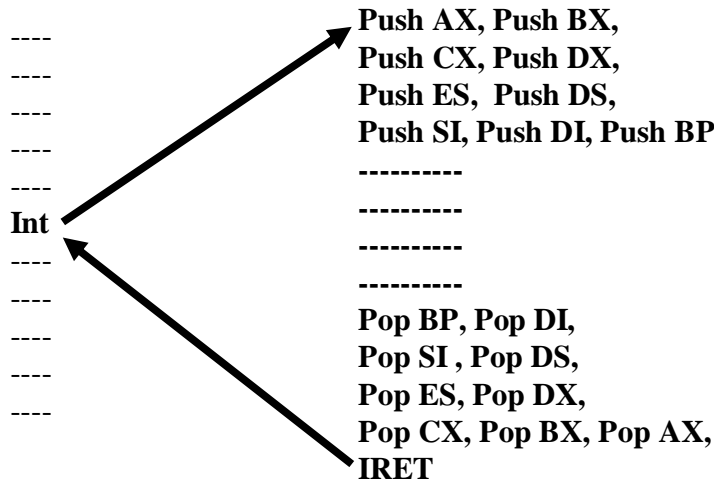 ----
----
----
----
----
Int
----
----
----
----
----
Push AX, Push BX,
Push CX, Push DX,
Push ES, Push DS,
Push SI, Push DI, Push BP
----------
----------
----------
----------
Pop BP, Pop DI,
Pop SI , Pop DS,
Pop ES, Pop DX,
Pop CX, Pop BX, Pop AX,
IRET